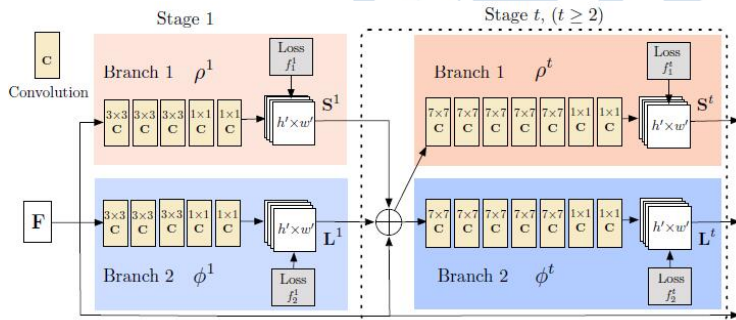 Stage 1
Stage t, (t ≥ 2)
C
Convolution
Branch 1 ρ¹
Loss
f₁¹
3×3 C 3×3 C 3×3 C 1×1 C 1×1 C
h′×w′
S¹
Branch 1 ρᵗ
Loss
f₁ᵗ
7×7 C 7×7 C 7×7 C 7×7 C 7×7 C 1×1 C 1×1 C
h′×w′
Sᵗ
F
3×3 C 3×3 C 3×3 C 1×1 C 1×1 C
h′×w′
L¹
Branch 2 ϕ¹
Loss
f₂¹
7×7 C 7×7 C 7×7 C 7×7 C 7×7 C 1×1 C 1×1 C
h′×w′
Lᵗ
Branch 2 ϕᵗ
Loss
f₂ᵗ